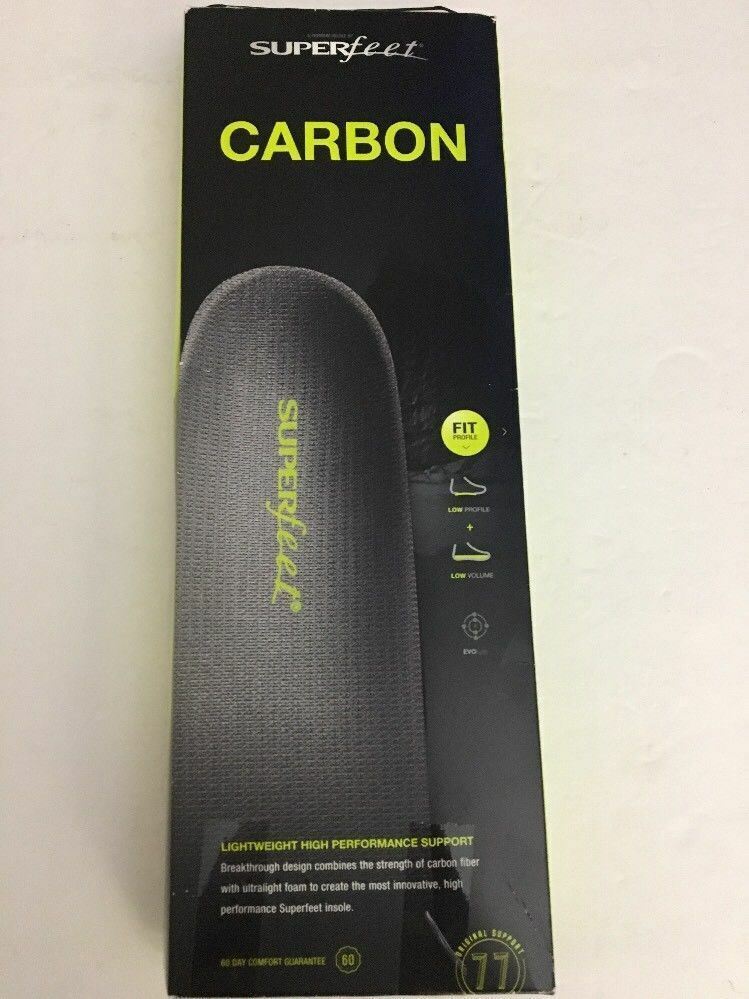 SUPERfeet®
CARBON
SUPERfeet®
FIT
PROFILE
LOW PROFILE
+
LOW VOLUME
EVO
LIGHTWEIGHT HIGH PERFORMANCE SUPPORT
Breakthrough design combines the strength of carbon fiber
with ultralight foam to create the most innovative, high
performance Superfeet insole.
60 DAY COMFORT GUARANTEE 60
ORIGINAL SUPPORT
77